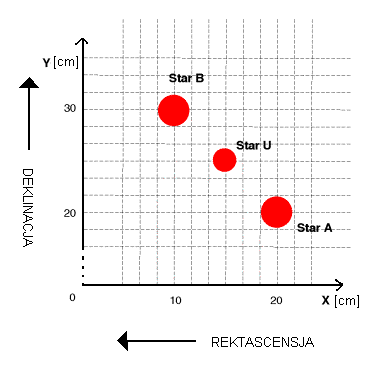 Y [cm]
Star B
30
Star U
20
Star A
DEKLINACJA
0
10
20
X [cm]
REKTASCENSJA